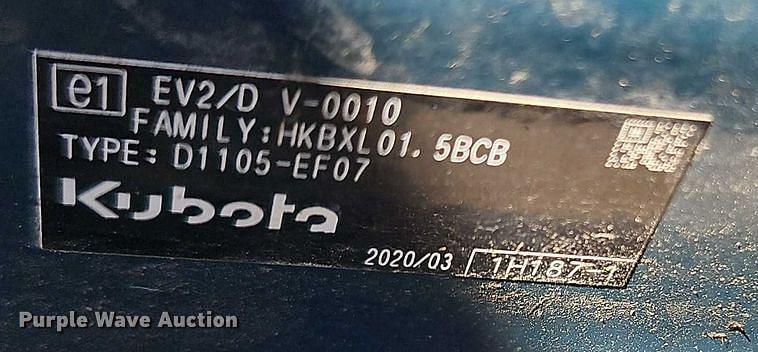 e1 EV2/D V-0010
FAMILY:HKBXL01.5BCB
TYPE: D1105-EF07
Kubota
2020/03 1H187-1
Purple Wave Auction